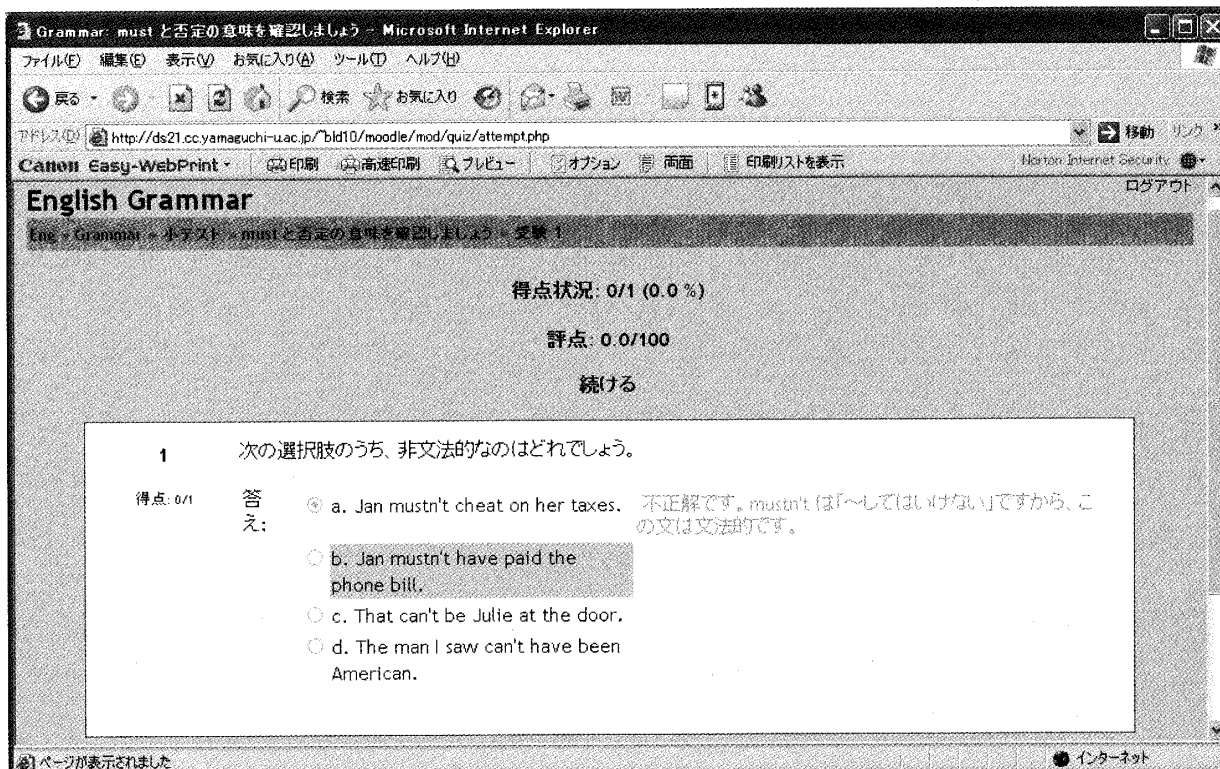 Grammar: must と否定の意味を確認しましょう - Microsoft Internet Explorer
ファイル(F) 編集(E) 表示(V) お気に入り(A) ツール(T) ヘルプ(H)
戻る 検索 お気に入り
アドレス(D) http://ds21.cc.yamaguchi-u.ac.jp/~bld10/moodle/mod/quiz/attempt.php 移動 リンク »
Canon Easy-WebPrint 印刷 高速印刷 プレビュー オプション 両面 印刷リストを表示 Norton Internet Security
ログアウト
English Grammar
Eng » Grammar » 小テスト » must と否定の意味を確認しましょう » 受験 1
得点状況: 0/1 (0.0 %)
評点: 0.0/100
続ける
1 次の選択肢のうち、非文法的なのはどれでしょう。
得点: 0/1 答え: a. Jan mustn't cheat on her taxes. 不正解です。mustn't は「～してはいけない」ですから、こ
の文は文法的です。
b. Jan mustn't have paid the
phone bill.
c. That can't be Julie at the door.
d. The man I saw can't have been
American.
ページが表示されました インターネット